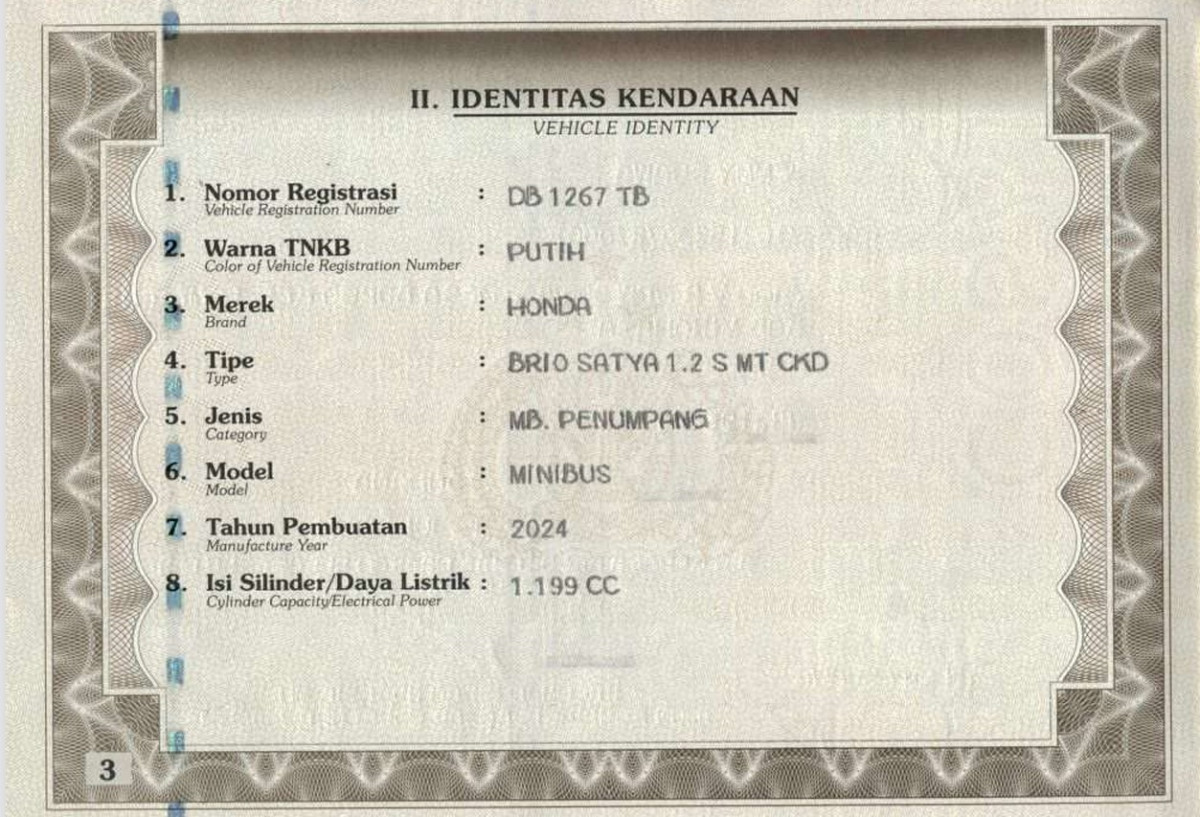 II. IDENTITAS KENDARAAN
VEHICLE IDENTITY
1. Nomor Registrasi : DB 1267 TB
Vehicle Registration Number
2. Warna TNKB : PUTIH
Color of Vehicle Registration Number
3. Merek : HONDA
Brand
4. Tipe : BRIO SATYA 1.2 S MT CKD
Type
5. Jenis : MB. PENUMPANG
Category
6. Model : MINIBUS
Model
7. Tahun Pembuatan : 2024
Manufacture Year
8. Isi Silinder/Daya Listrik : 1.199 CC
Cylinder Capacity/Electrical Power
3